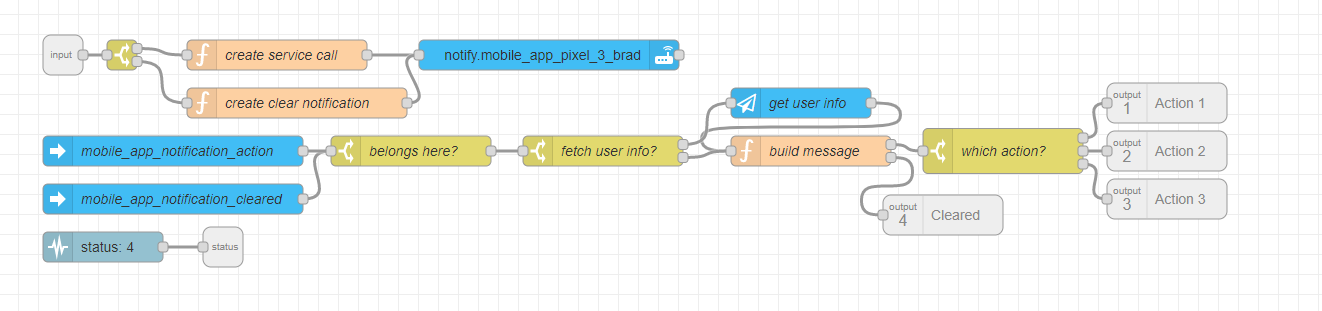 input
create service call
notify.mobile_app_pixel_3_brad
create clear notification
get user info
output
1
Action 1
mobile_app_notification_action
belongs here?
fetch user info?
build message
which action?
output
2
Action 2
mobile_app_notification_cleared
output
3
Action 3
output
4
Cleared
status: 4
status